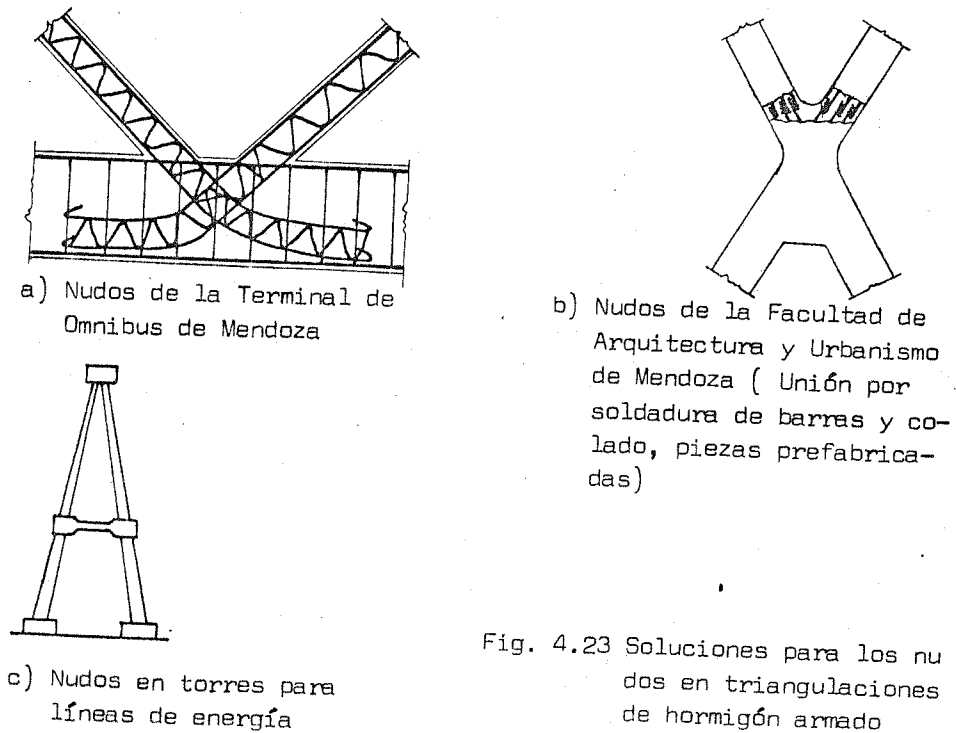 a) Nudos de la Terminal de
Omnibus de Mendoza
b) Nudos de la Facultad de
Arquitectura y Urbanismo
de Mendoza ( Unión por
soldadura de barras y co-
lado, piezas prefabrica-
das)
c) Nudos en torres para
líneas de energía
Fig. 4.23 Soluciones para los nu
dos en triangulaciones
de hormigón armado